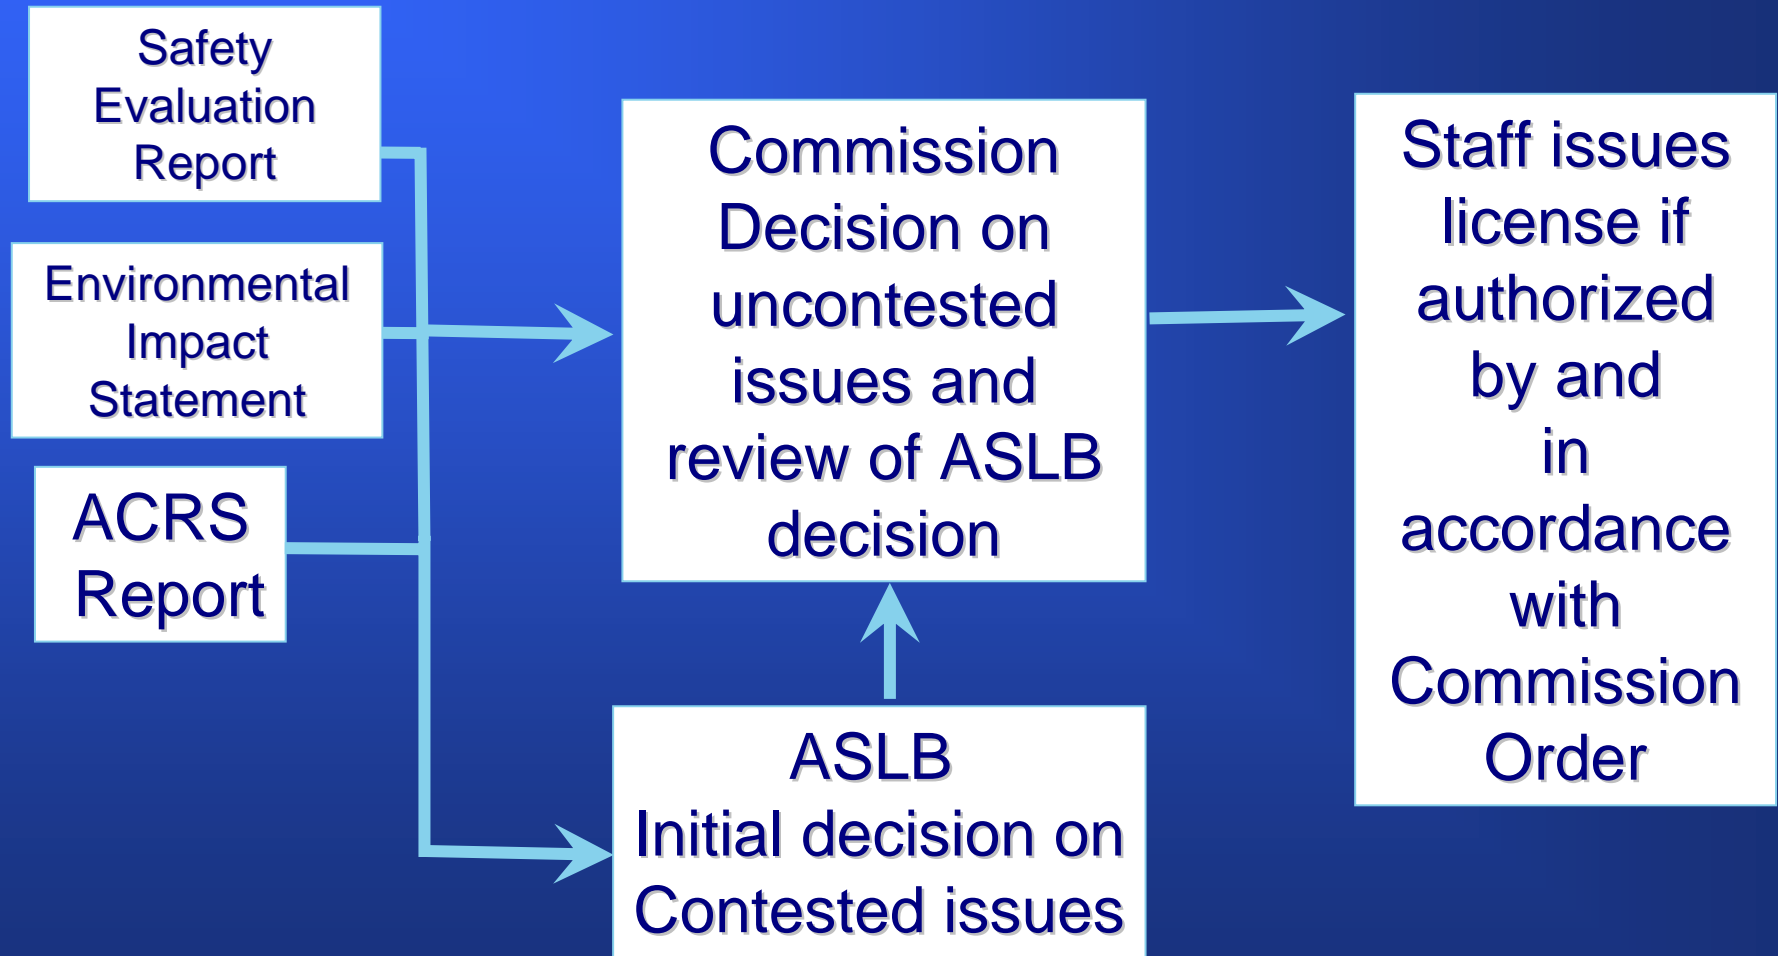 Safety
Evaluation
Report
Environmental
Impact
Statement
ACRS
Report
Commission
Decision on
uncontested
issues and
review of ASLB
decision
ASLB
Initial decision on
Contested issues
Staff issues
license if
authorized
by and
in
accordance
with
Commission
Order